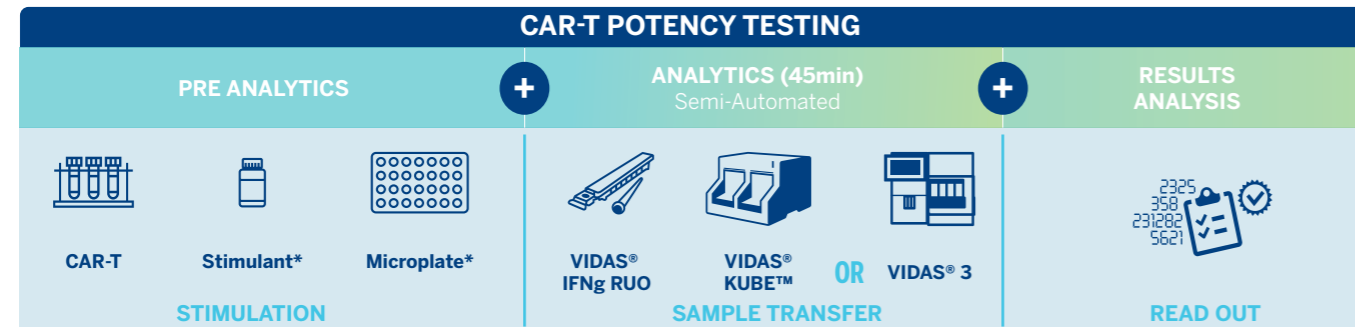 CAR-T POTENCY TESTING
PRE ANALYTICS
+
ANALYTICS (45min)
Semi-Automated
+
RESULTS
ANALYSIS
CAR-T
Stimulant*
Microplate*
STIMULATION
VIDAS®
IFNg RUO
VIDAS®
KUBE™
OR
VIDAS® 3
SAMPLE TRANSFER
2325
358
231282
5621
READ OUT